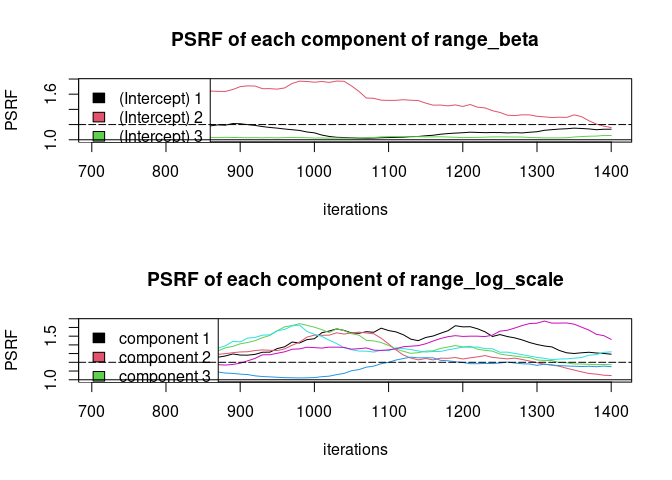 PSRF of each component of range_beta
PSRF
1.0 1.6
(Intercept) 1
(Intercept) 2
(Intercept) 3
700 800 900 1000 1100 1200 1300 1400
iterations
PSRF of each component of range_log_scale
PSRF
1.0 1.5
component 1
component 2
component 3
700 800 900 1000 1100 1200 1300 1400
iterations